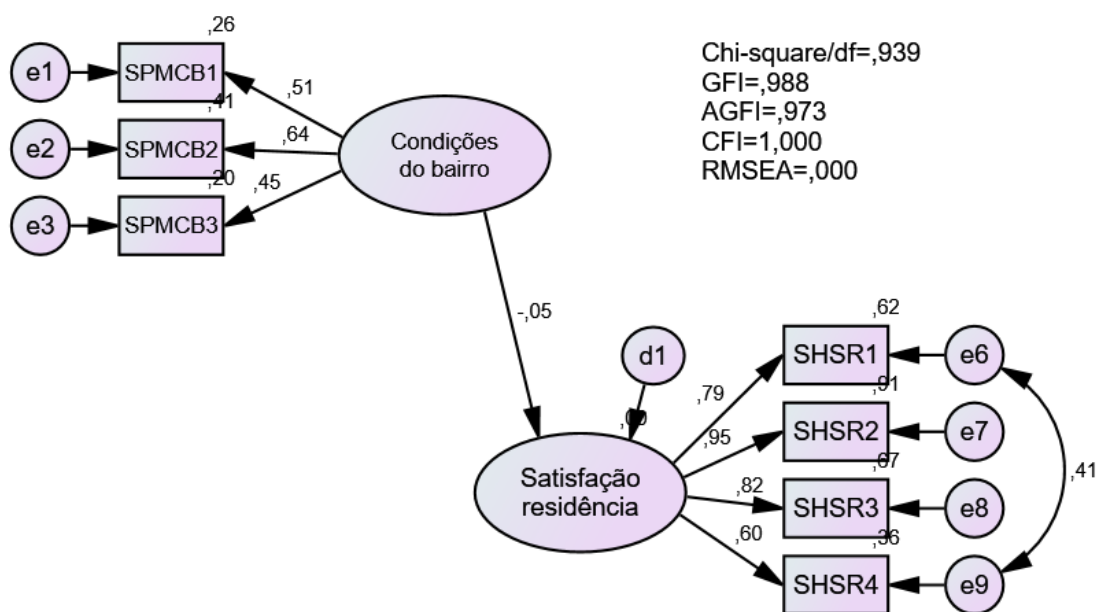 ,26
e1
SPMCB1
,51
,41
e2
SPMCB2
,64
,20
e3
SPMCB3
,45
Condições
do bairro
Chi-square/df=,939
GFI=,988
AGFI=,973
CFI=1,000
RMSEA=,000
-,05
d1
,00
Satisfação
residência
,62
,79
SHSR1
e6
,91
,95
SHSR2
e7
,67
,82
SHSR3
e8
,36
,60
SHSR4
e9
,41